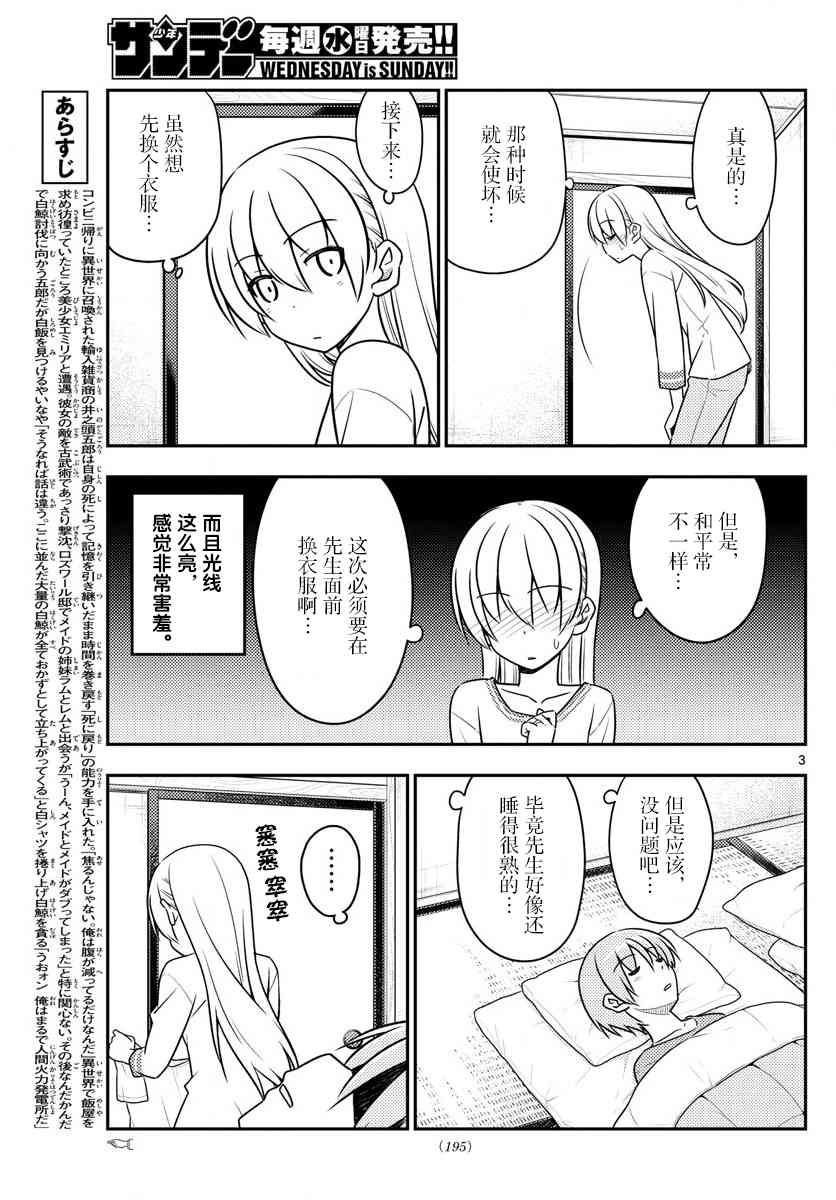 サンデー
少年
毎週水曜日発売!!
WEDNESDAY is SUNDAY!!
真是的…
那种时候
就会使坏…
接下来…
虽然想
先换个衣服…
但是,
和平常
不一样…
这次必须要在
先生面前
换衣服啊…
而且光线
这么亮,
感觉非常害羞。
3
但是应该,
没问题吧…
毕竟先生好像还
睡得很熟的…
……
窸窸窣窣
あらすじ
コンビニ帰りに異世界に召喚された輸入雑貨商の井之頭五郎は自身の死によって記憶を引き継いだまま時間を巻き戻す「死に戻り」の能力を手に入れた。「焦るんじゃない。俺は腹が減ってるだけなんだ」異世界で飯屋を
求め彷徨っていたところ美少女エミリアと遭遇。彼女の敵を古武術であっさり撃沈。ロズワール邸でメイドの姉妹ラムとレムと出会うが「うーん、メイドとメイドがダブってしまった」と特に関心ない。その後なんだかんだ
で白鯨討伐に向かう五郎だが白飯を見つけるやいなや「そうなれば話は違う。ここに並んだ大量の白鯨が全ておかずとして立ち上がってくる」と白シャツを捲り上げ白鯨を貪る「うおォン 俺はまるで人間火力発電所だ」
(195)